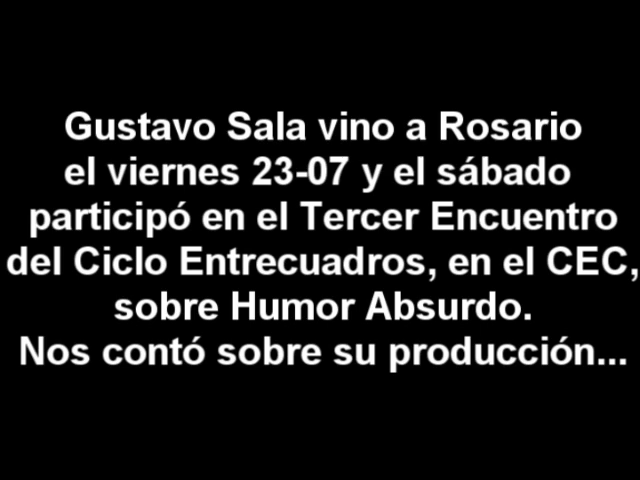 Gustavo Sala vino a Rosario
el viernes 23-07 y el sábado
participó en el Tercer Encuentro
del Ciclo Entrecuadros, en el CEC,
sobre Humor Absurdo.
Nos contó sobre su producción...